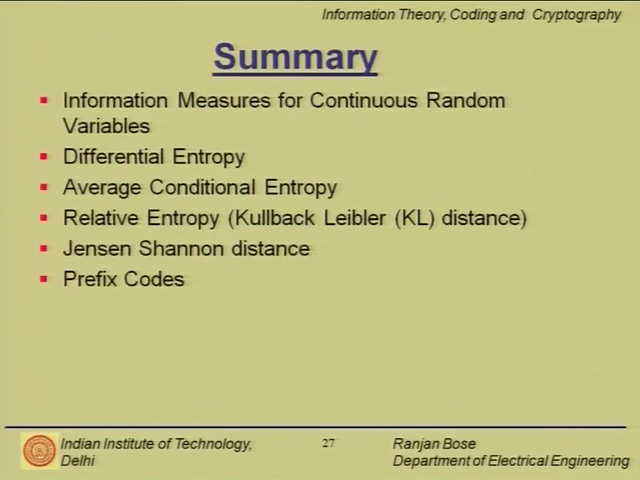 Information Theory, Coding and Cryptography
Summary
Information Measures for Continuous Random
Variables
Differential Entropy
Average Conditional Entropy
Relative Entropy (Kullback Leibler (KL) distance)
Jensen Shannon distance
Prefix Codes
Indian Institute of Technology,
Delhi
27
Ranjan Bose
Department of Electrical Engineering